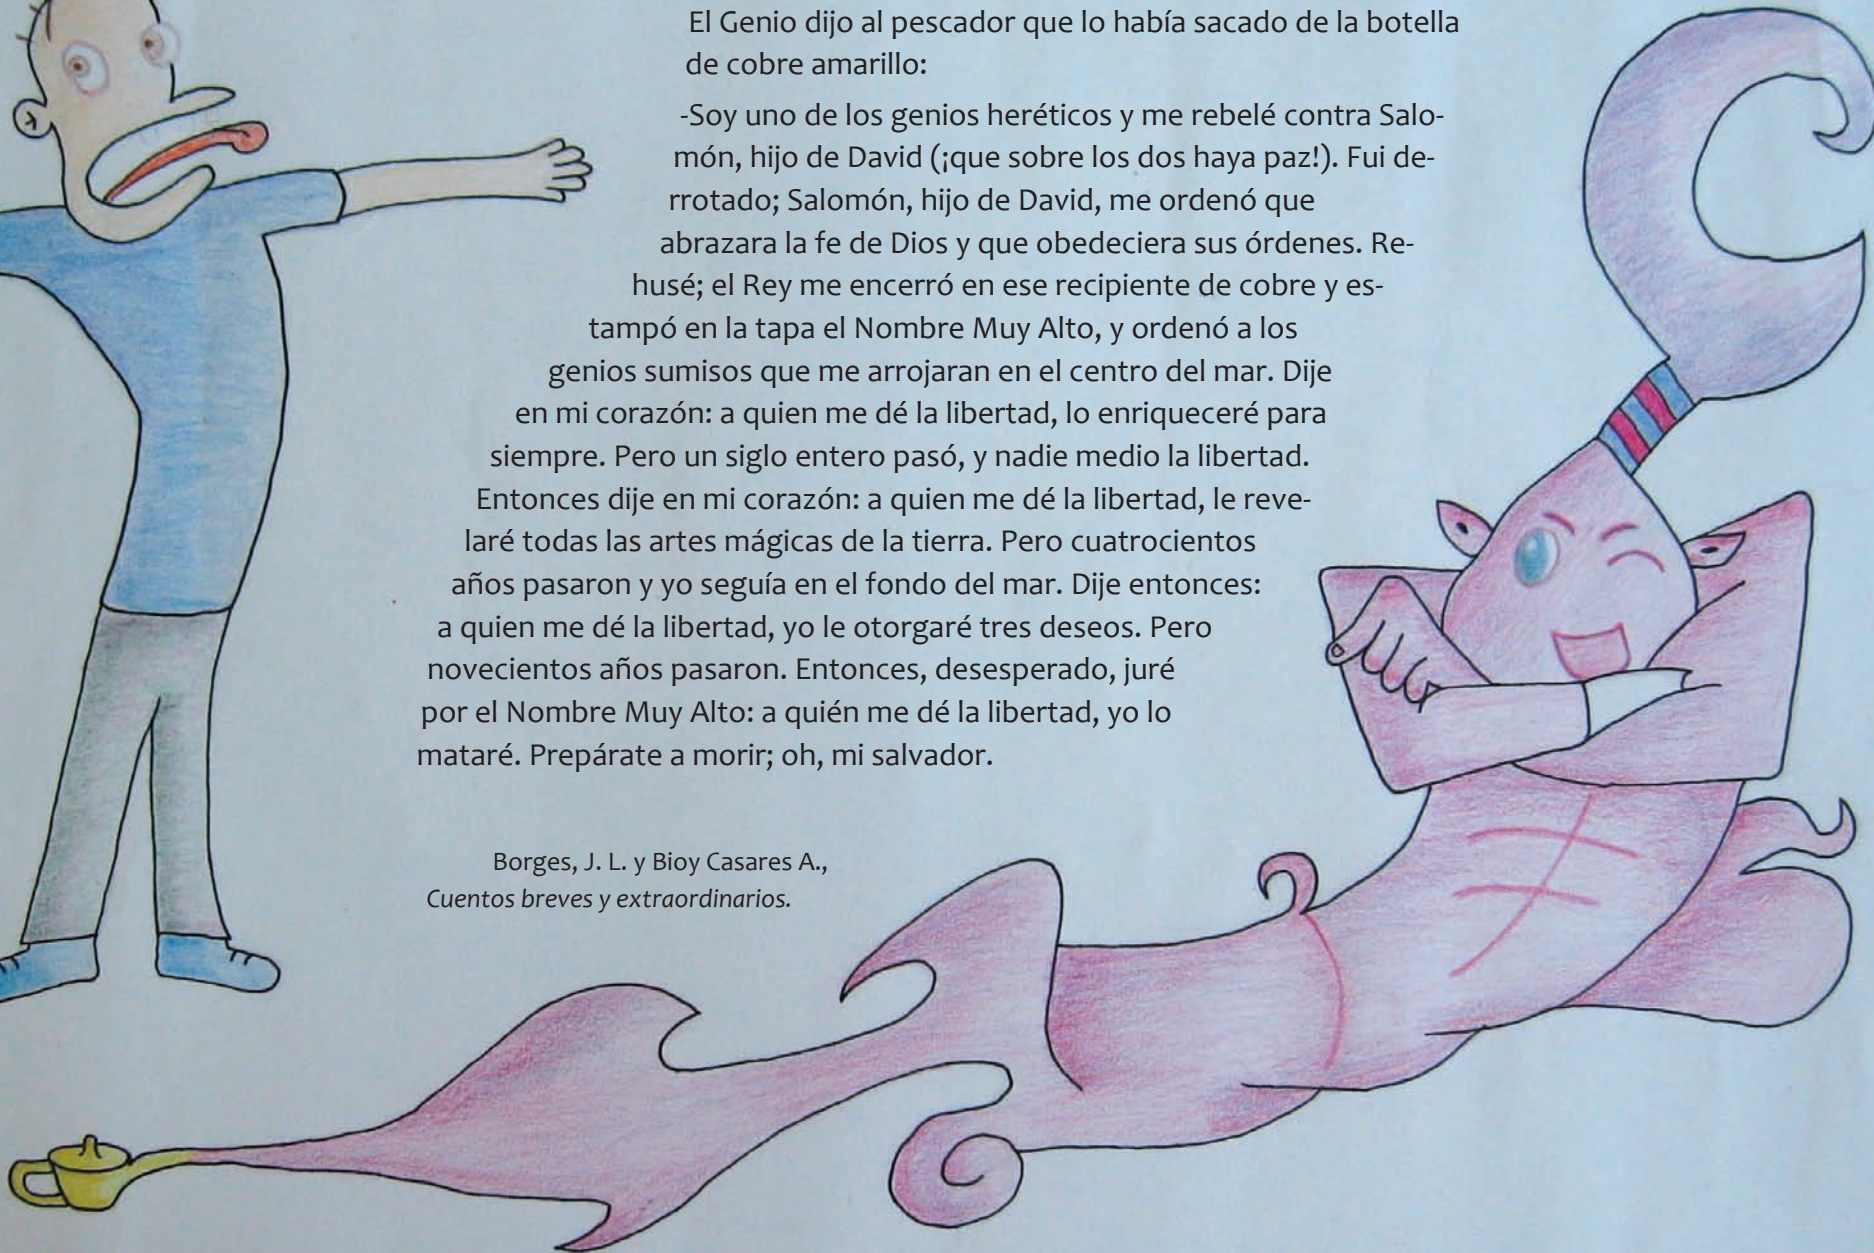 El Genio dijo al pescador que lo había sacado de la botella
de cobre amarillo:
-Soy uno de los genios heréticos y me rebelé contra Salo-
món, hijo de David (¡que sobre los dos haya paz!). Fui de-
rrotado; Salomón, hijo de David, me ordenó que
abrazara la fe de Dios y que obedeciera sus órdenes. Re-
husé; el Rey me encerró en ese recipiente de cobre y es-
tampó en la tapa el Nombre Muy Alto, y ordenó a los
genios sumisos que me arrojaran en el centro del mar. Dije
en mi corazón: a quien me dé la libertad, lo enriqueceré para
siempre. Pero un siglo entero pasó, y nadie medio la libertad.
Entonces dije en mi corazón: a quien me dé la libertad, le reve-
laré todas las artes mágicas de la tierra. Pero cuatrocientos
años pasaron y yo seguía en el fondo del mar. Dije entonces:
a quien me dé la libertad, yo le otorgaré tres deseos. Pero
novecientos años pasaron. Entonces, desesperado, juré
por el Nombre Muy Alto: a quién me dé la libertad, yo lo
mataré. Prepárate a morir; oh, mi salvador.
Borges, J. L. y Bioy Casares A.,
Cuentos breves y extraordinarios.